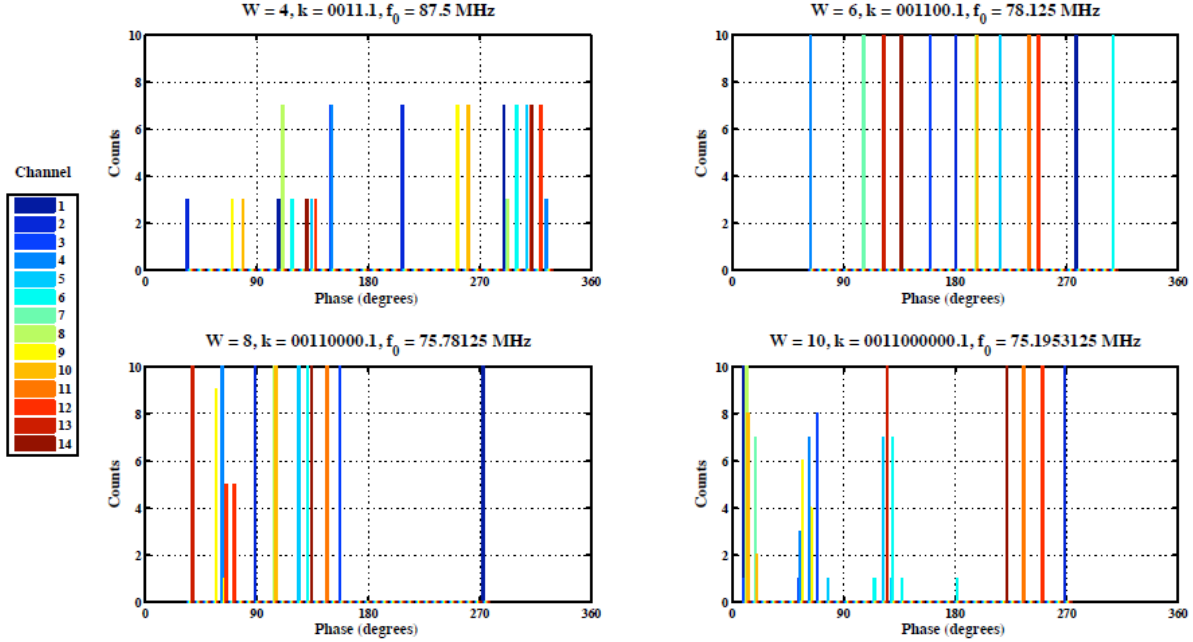 W = 4, k = 0011.1, f0 = 87.5 MHz
10
8
6
4
2
0
Counts
0 90 180 270 360
Phase (degrees)
W = 6, k = 001100.1, f0 = 78.125 MHz
10
8
6
4
2
0
Counts
0 90 180 270 360
Phase (degrees)
Channel
1
2
3
4
5
6
7
8
9
10
11
12
13
14
W = 8, k = 00110000.1, f0 = 75.78125 MHz
10
8
6
4
2
0
Counts
0 90 180 270 360
Phase (degrees)
W = 10, k = 0011000000.1, f0 = 75.1953125 MHz
10
8
6
4
2
0
Counts
0 90 180 270 360
Phase (degrees)